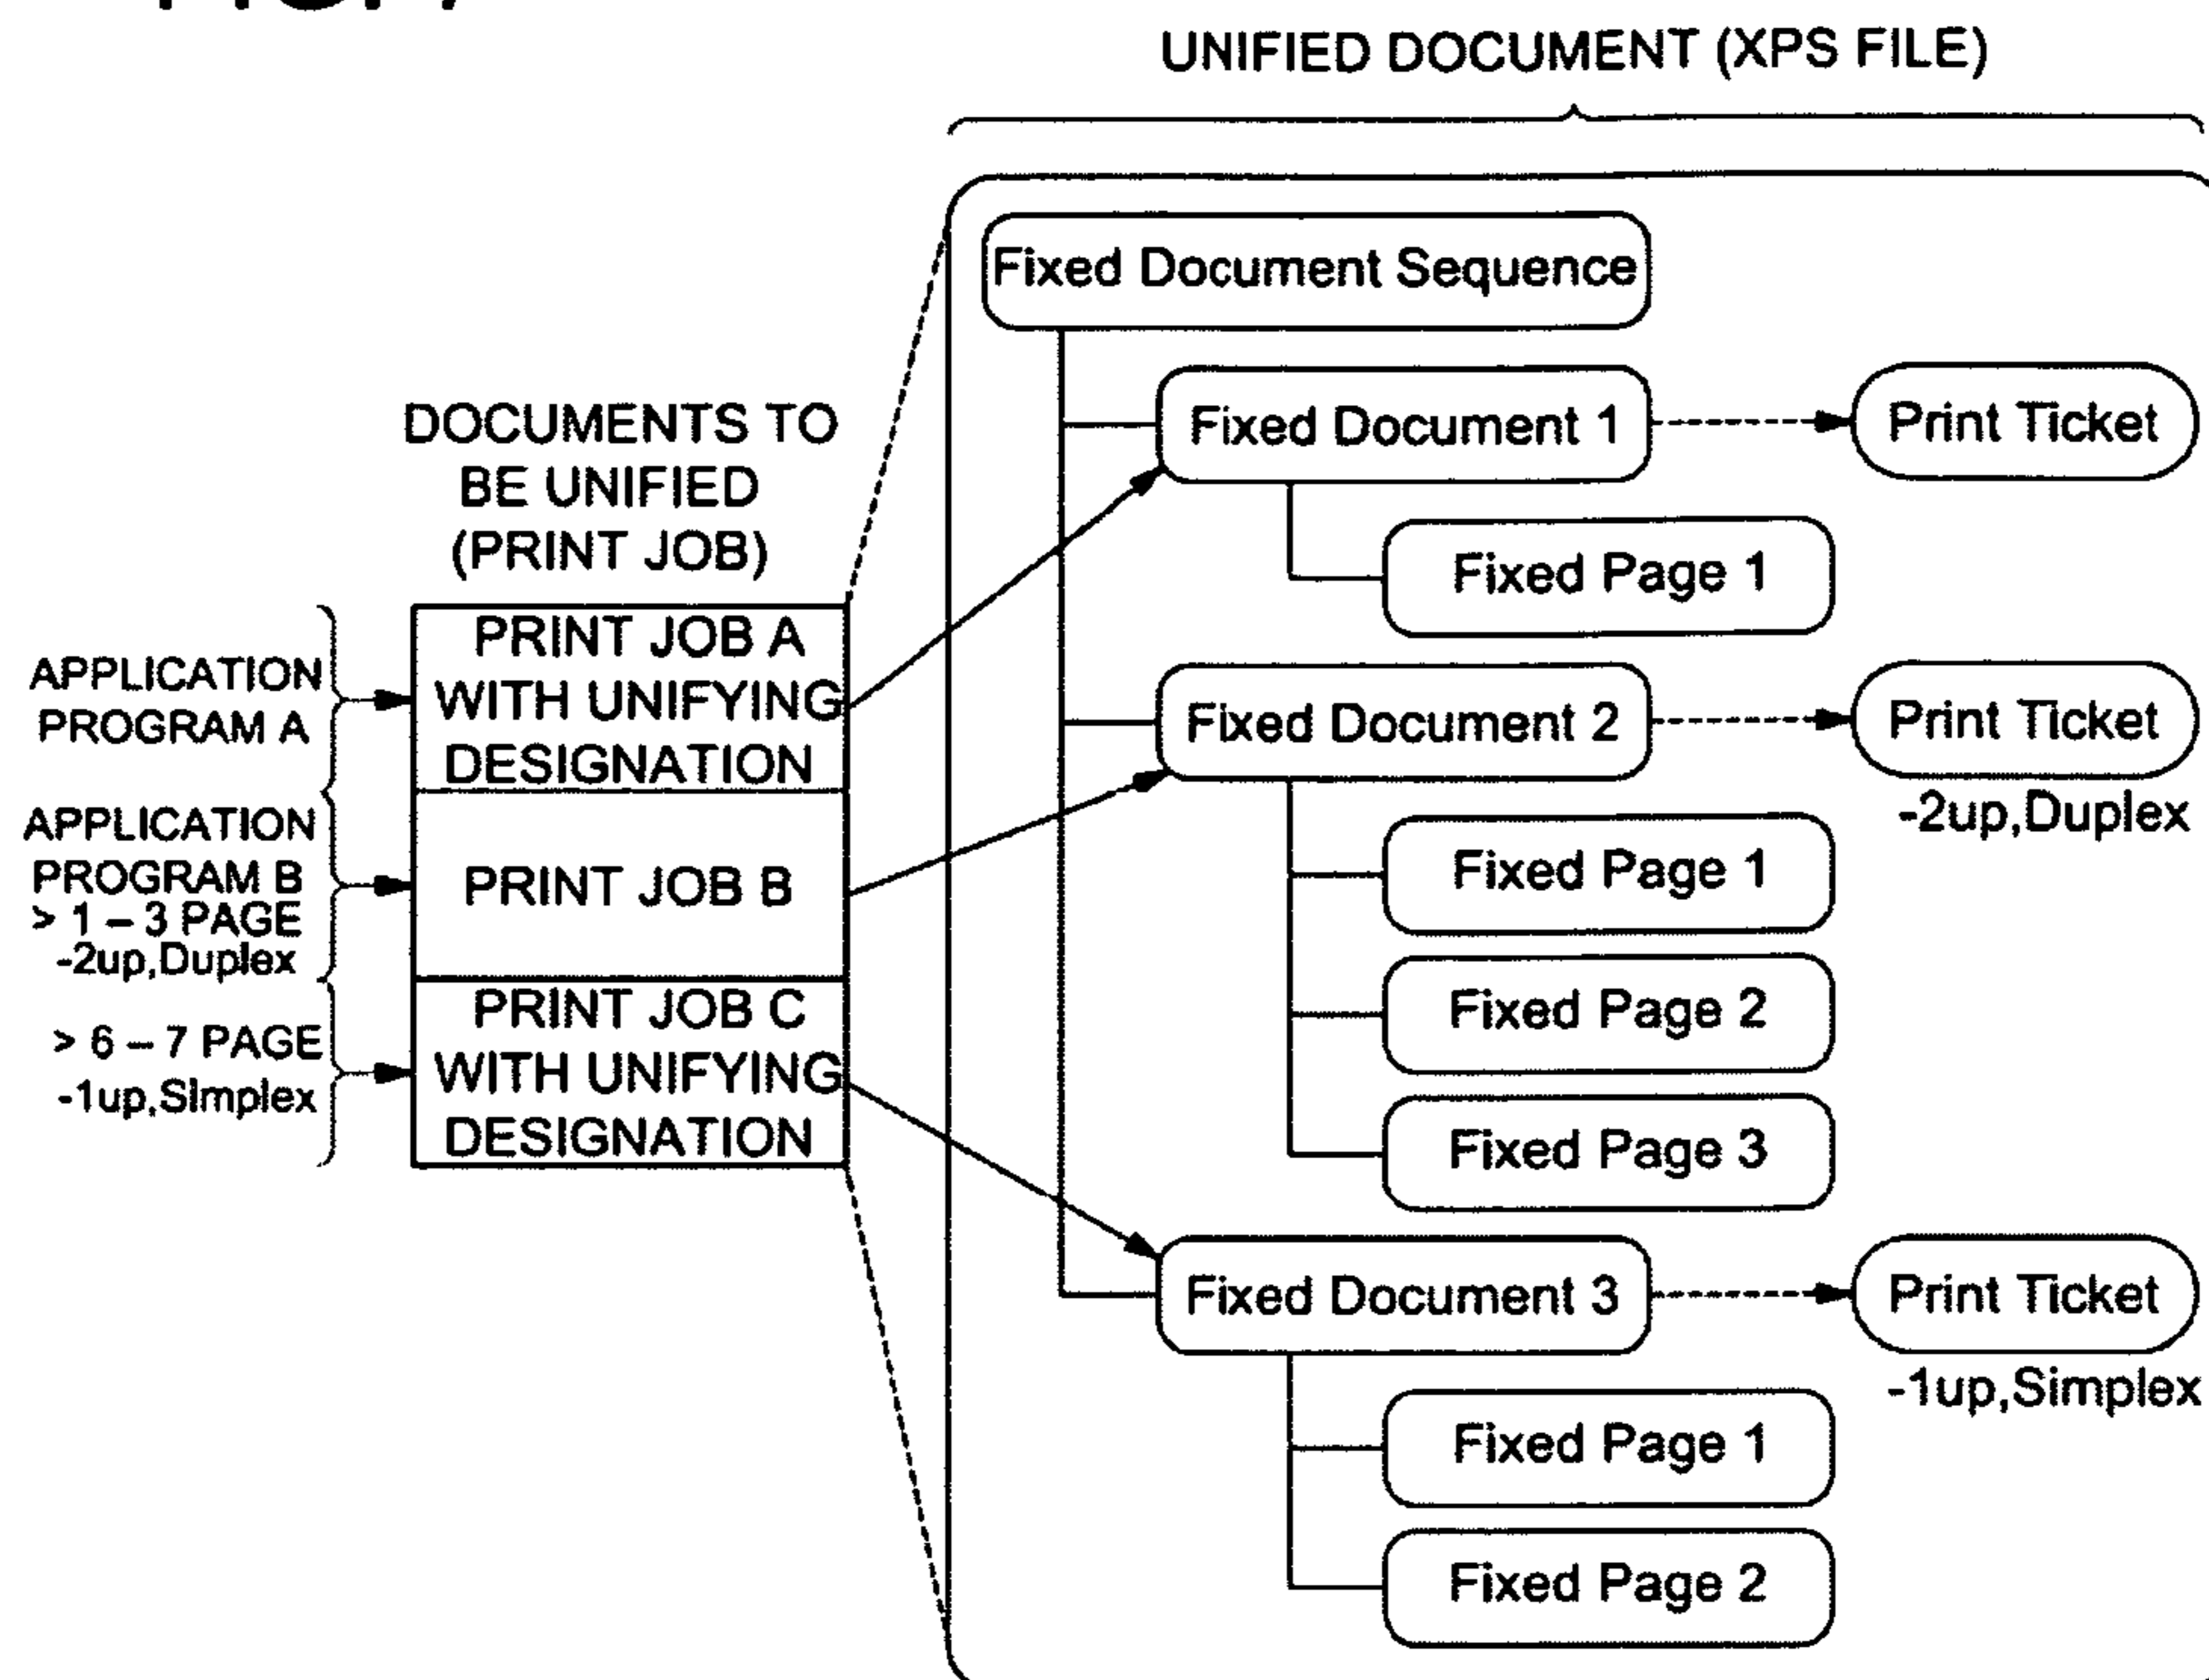 UNIFIED DOCUMENT (XPS FILE)
Fixed Document Sequence
DOCUMENTS TO
BE UNIFIED
(PRINT JOB)
APPLICATION
PROGRAM A
PRINT JOB A
WITH UNIFYING
DESIGNATION
APPLICATION
PROGRAM B
> 1 – 3 PAGE
-2up,Duplex
PRINT JOB B
> 6 – 7 PAGE
-1up,Simplex
PRINT JOB C
WITH UNIFYING
DESIGNATION
Fixed Document 1
Print Ticket
Fixed Page 1
Fixed Document 2
Print Ticket
-2up,Duplex
Fixed Page 1
Fixed Page 2
Fixed Page 3
Fixed Document 3
Print Ticket
-1up,Simplex
Fixed Page 1
Fixed Page 2